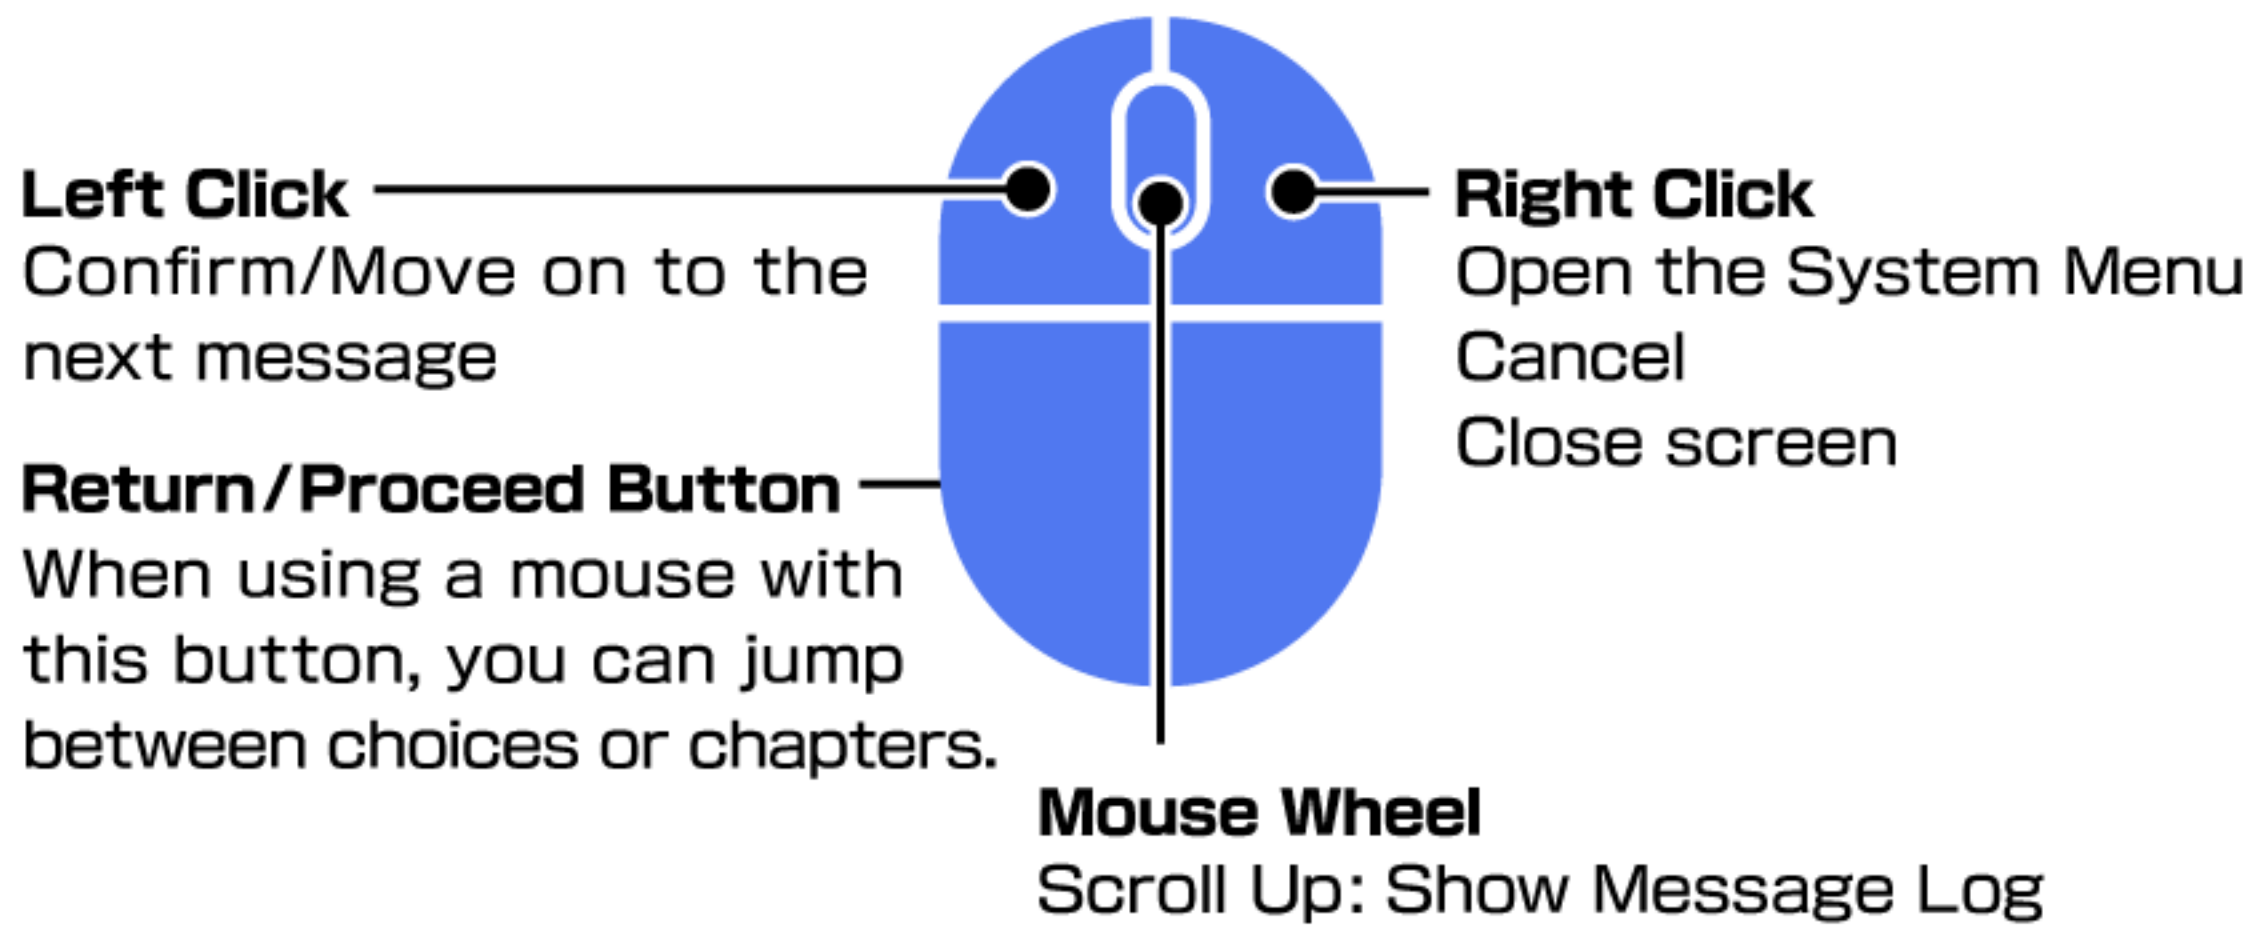 Left Click
Confirm/Move on to the
next message
Return/Proceed Button
When using a mouse with
this button, you can jump
between choices or chapters.
Right Click
Open the System Menu
Cancel
Close screen
Mouse Wheel
Scroll Up: Show Message Log